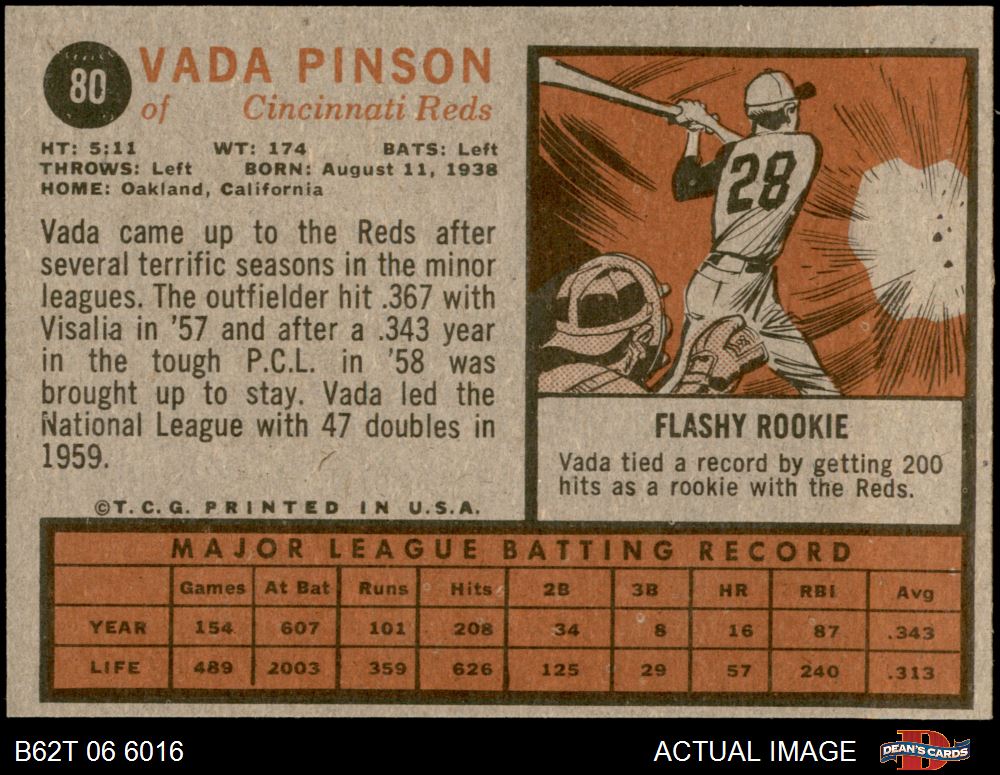 80
VADA PINSON
of Cincinnati Reds
HT: 5:11 WT: 174 BATS: Left
THROWS: Left BORN: August 11, 1938
HOME: Oakland, California
Vada came up to the Reds after
several terrific seasons in the minor
leagues. The outfielder hit .367 with
Visalia in '57 and after a .343 year
in the tough P.C.L. in '58 was
brought up to stay. Vada led the
National League with 47 doubles in
1959.
©T.C.G. PRINTED IN U.S.A.
28
FLASHY ROOKIE
Vada tied a record by getting 200
hits as a rookie with the Reds.
MAJOR LEAGUE BATTING RECORD
Games At Bat Runs Hits 2B 3B HR RBI Avg
YEAR 154 607 101 208 34 8 16 87 .343
LIFE 489 2003 359 626 125 29 57 240 .313
B62T 06 6016 ACTUAL IMAGE DEAN'S CARDS